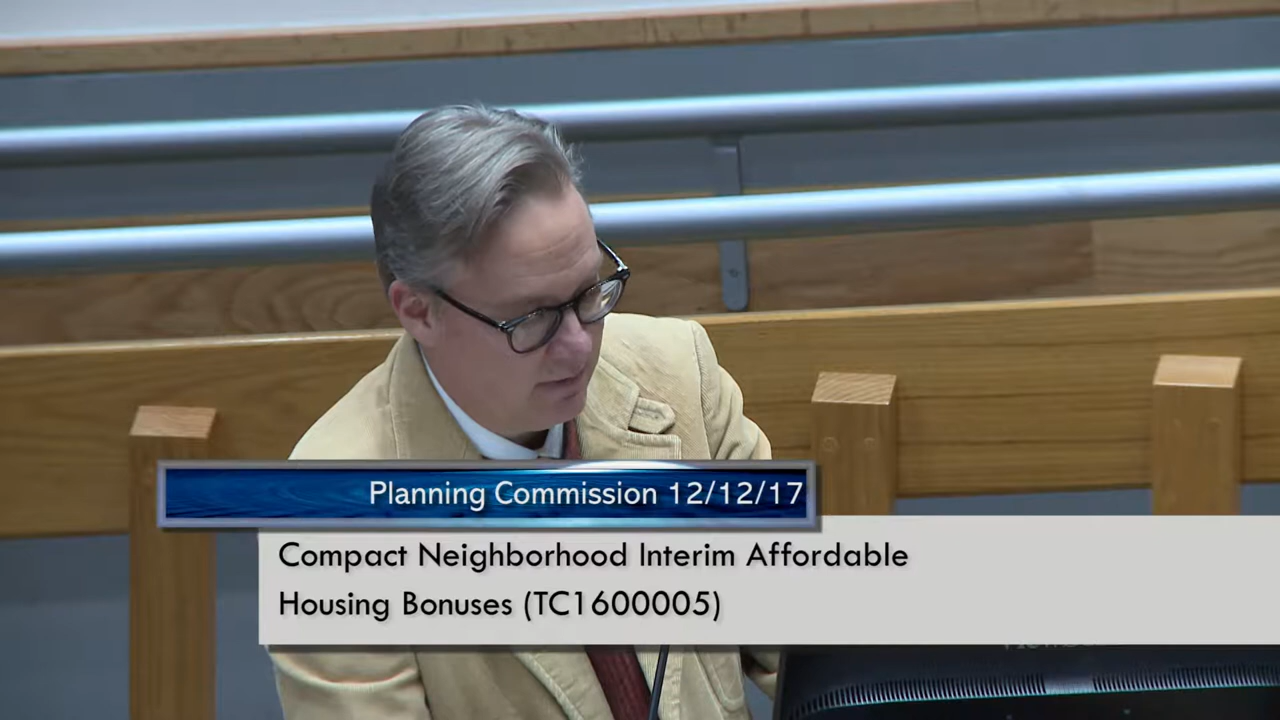 Planning Commission 12/12/17
Compact Neighborhood Interim Affordable
Housing Bonuses (TC1600005)